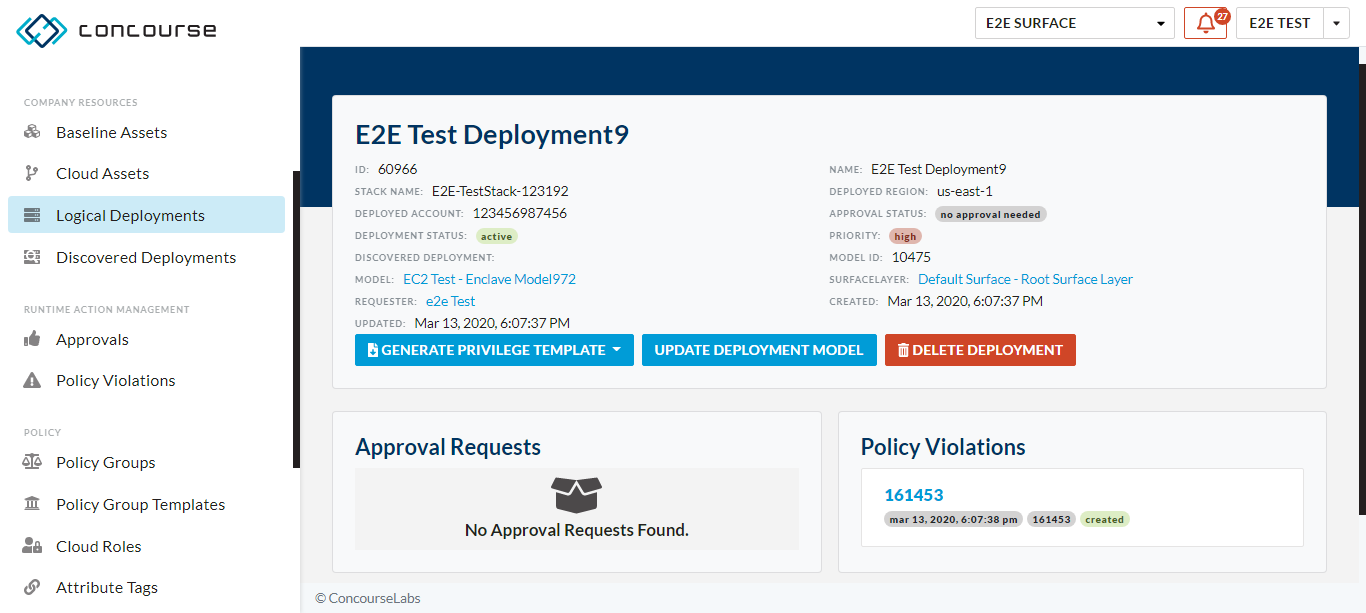 concourse
E2E SURFACE
27
E2E TEST
COMPANY RESOURCES
Baseline Assets
Cloud Assets
Logical Deployments
Discovered Deployments
RUNTIME ACTION MANAGEMENT
Approvals
Policy Violations
POLICY
Policy Groups
Policy Group Templates
Cloud Roles
Attribute Tags
E2E Test Deployment9
ID: 60966
STACK NAME: E2E-TestStack-123192
DEPLOYED ACCOUNT: 123456987456
DEPLOYMENT STATUS: active
DISCOVERED DEPLOYMENT:
MODEL: EC2 Test - Enclave Model972
REQUESTER: e2e Test
UPDATED: Mar 13, 2020, 6:07:37 PM
NAME: E2E Test Deployment9
DEPLOYED REGION: us-east-1
APPROVAL STATUS: no approval needed
PRIORITY: high
MODEL ID: 10475
SURFACELAYER: Default Surface - Root Surface Layer
CREATED: Mar 13, 2020, 6:07:37 PM
GENERATE PRIVILEGE TEMPLATE
UPDATE DEPLOYMENT MODEL
DELETE DEPLOYMENT
Approval Requests
No Approval Requests Found.
Policy Violations
161453
mar 13, 2020, 6:07:38 pm 161453 created
© ConcourseLabs